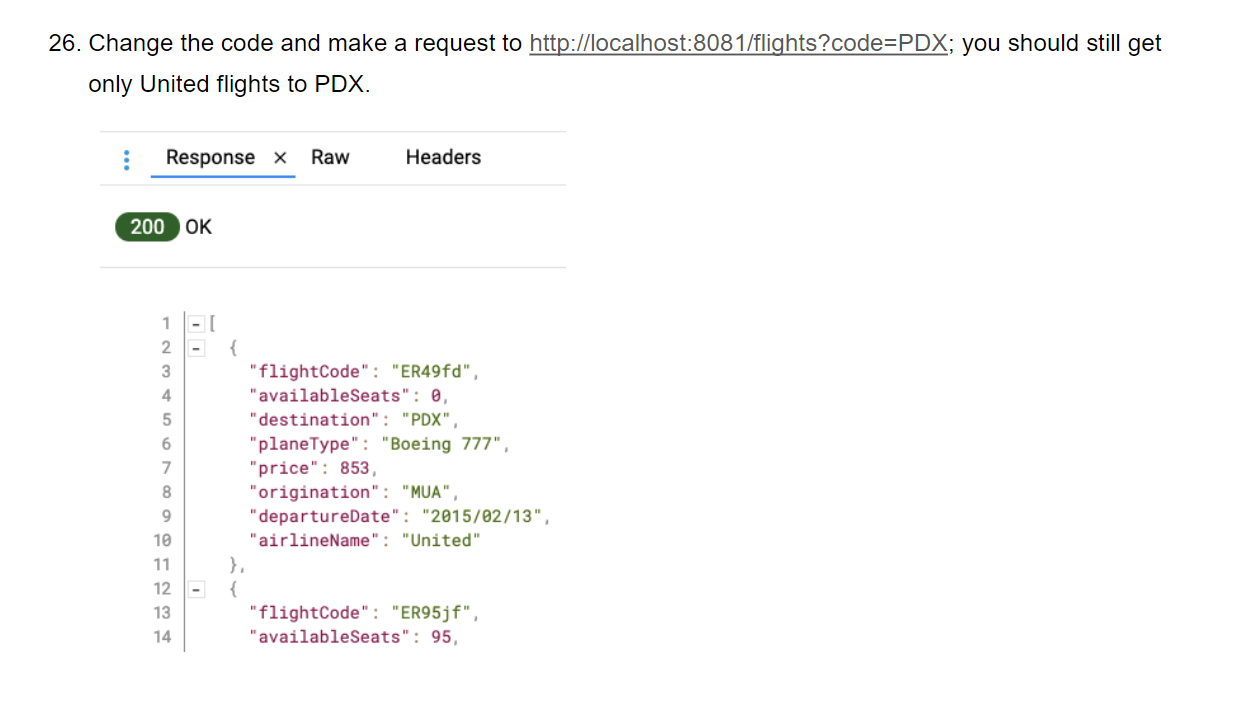 26. Change the code and make a request to http://localhost:8081/flights?code=PDX; you should still get
only United flights to PDX.
Response × Raw Headers
200 OK
1 - [
2 - {
3 "flightCode": "ER49fd",
4 "availableSeats": 0,
5 "destination": "PDX",
6 "planeType": "Boeing 777",
7 "price": 853,
8 "origination": "MUA",
9 "departureDate": "2015/02/13",
10 "airlineName": "United"
11 },
12 - {
13 "flightCode": "ER95jf",
14 "availableSeats": 95,